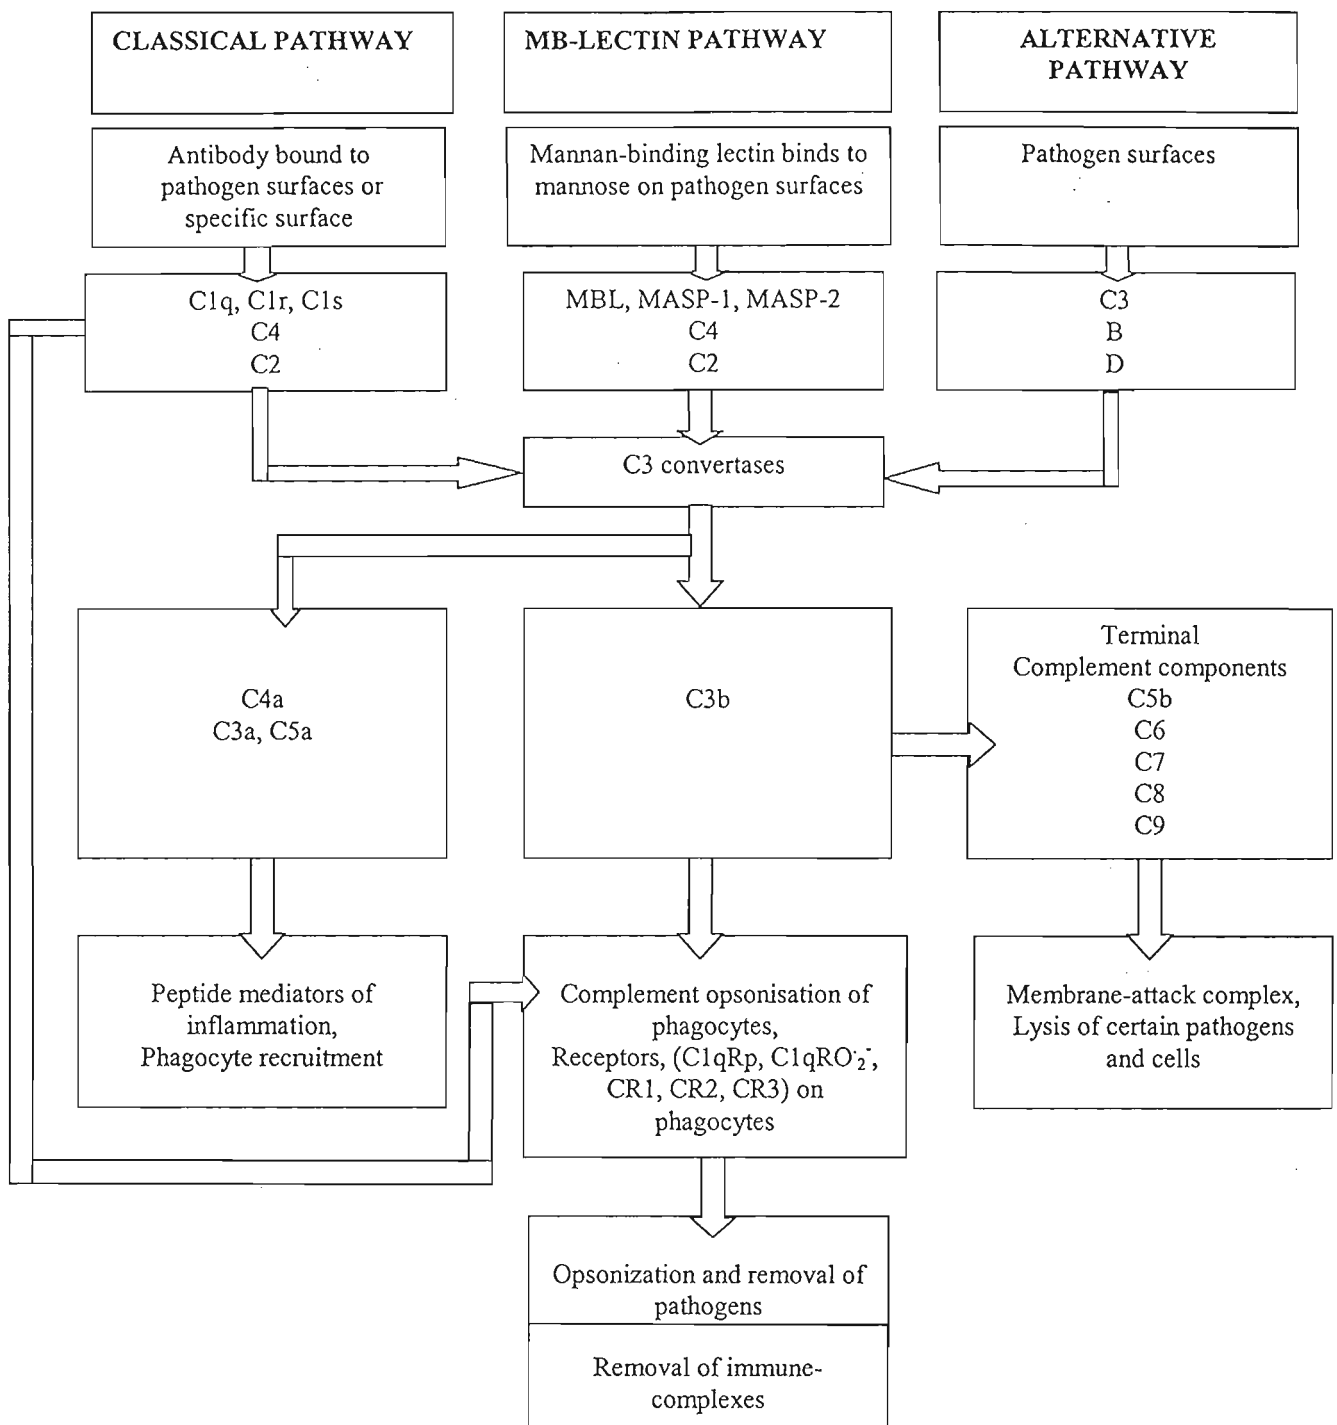 CLASSICAL PATHWAY
MB-LECTIN PATHWAY
ALTERNATIVE
PATHWAY
Antibody bound to
pathogen surfaces or
specific surface
Mannan-binding lectin binds to
mannose on pathogen surfaces
Pathogen surfaces
C1q, C1r, C1s
C4
C2
MBL, MASP-1, MASP-2
C4
C2
C3
B
D
C3 convertases
C4a
C3a, C5a
C3b
Terminal
Complement components
C5b
C6
C7
C8
C9
Peptide mediators of
inflammation,
Phagocyte recruitment
Complement opsonisation of
phagocytes,
Receptors, (C1qRp, C1qRO·₂⁻,
CR1, CR2, CR3) on
phagocytes
Membrane-attack complex,
Lysis of certain pathogens
and cells
Opsonization and removal of
pathogens
Removal of immune-
complexes